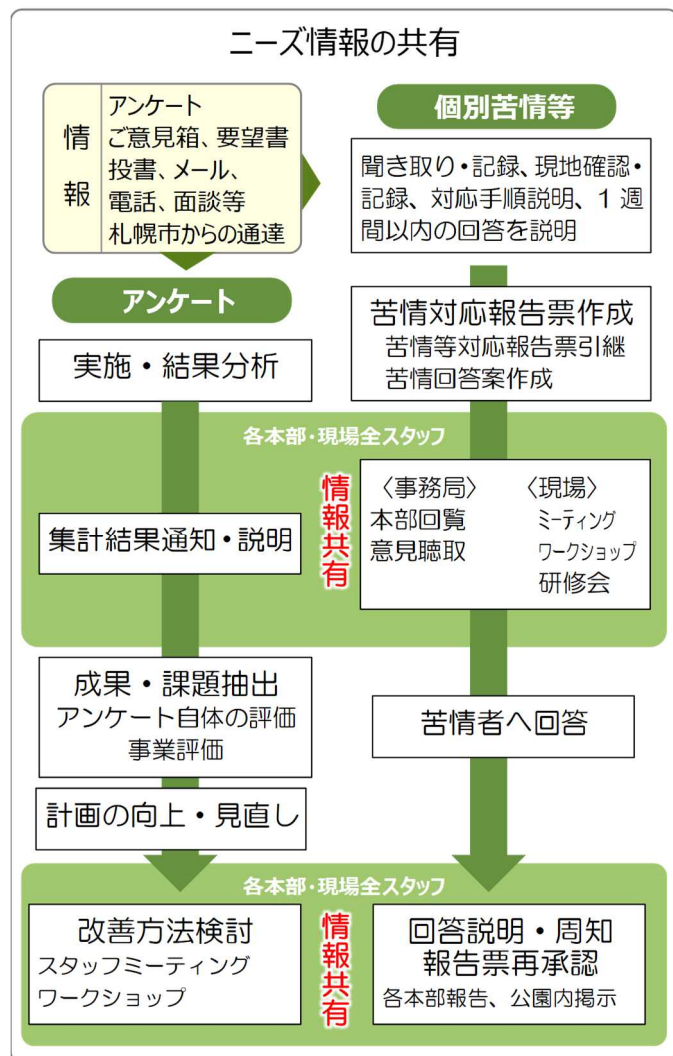 ニーズ情報の共有
情報
アンケート
ご意見箱、要望書
投書、メール、
電話、面談等
札幌市からの通達
個別苦情等
聞き取り・記録、現地確認・
記録、対応手順説明、1 週
間以内の回答を説明
アンケート
実施・結果分析
苦情対応報告票作成
苦情等対応報告票引継
苦情回答案作成
各本部・現場全スタッフ
集計結果通知・説明
情報共有
〈事務局〉
本部回覧
意見聴取
〈現場〉
ミーティング
ワークショップ
研修会
成果・課題抽出
アンケート自体の評価
事業評価
計画の向上・見直し
苦情者へ回答
各本部・現場全スタッフ
改善方法検討
スタッフミーティング
ワークショップ
情報共有
回答説明・周知
報告票再承認
各本部報告、公園内掲示